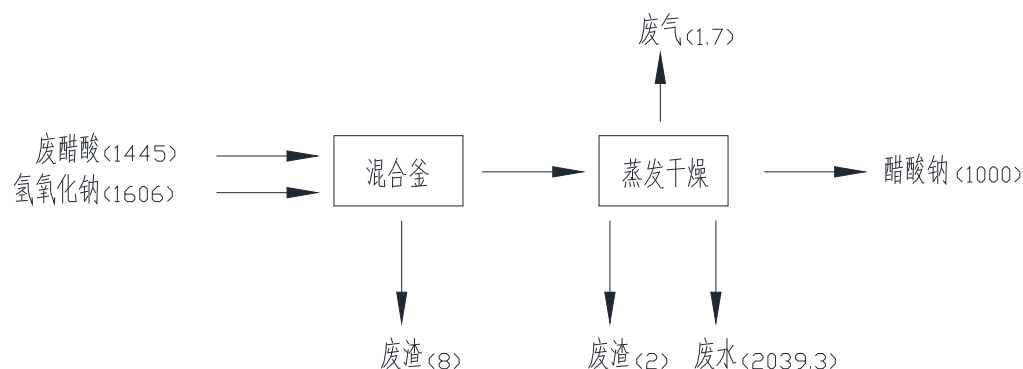 废气(1.7)
废醋酸(1445)
氢氧化钠(1606)
混合釜
蒸发干燥
醋酸钠(1000)
废渣(8)
废渣(2)
废水(2039.3)